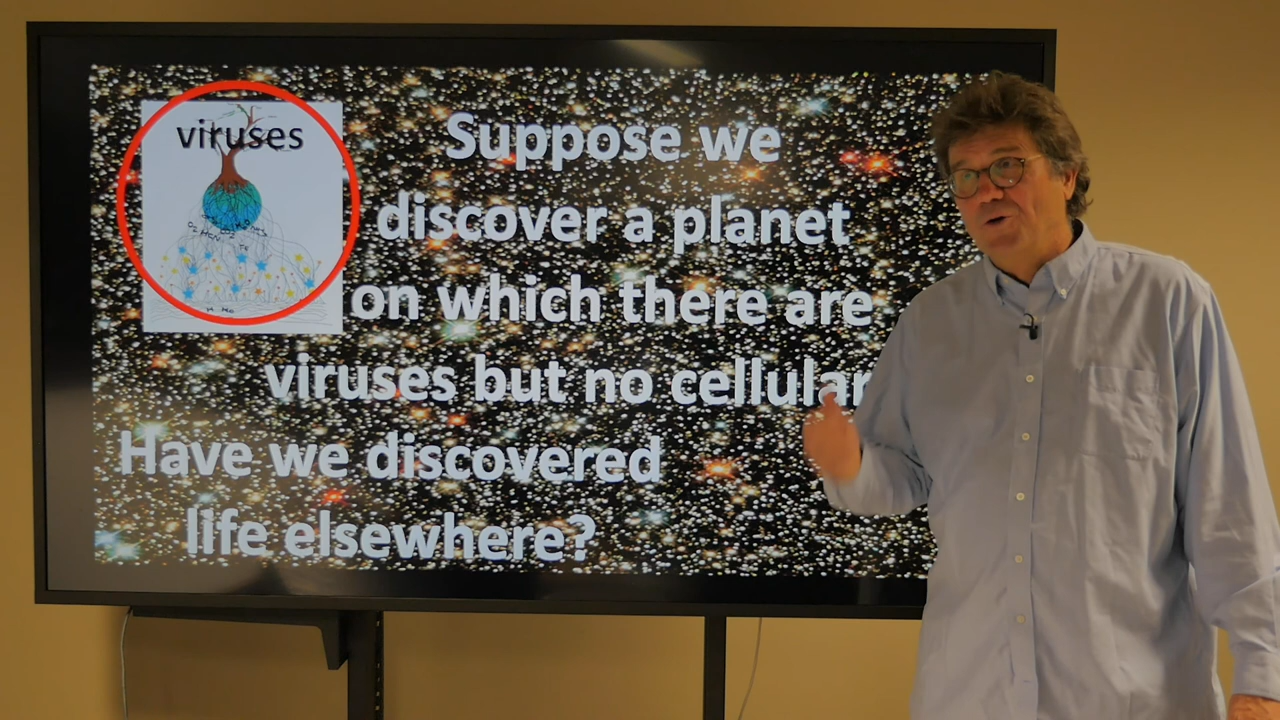 viruses
Suppose we
discover a planet
on which there are
viruses but no cellular
Have we discovered
life elsewhere?